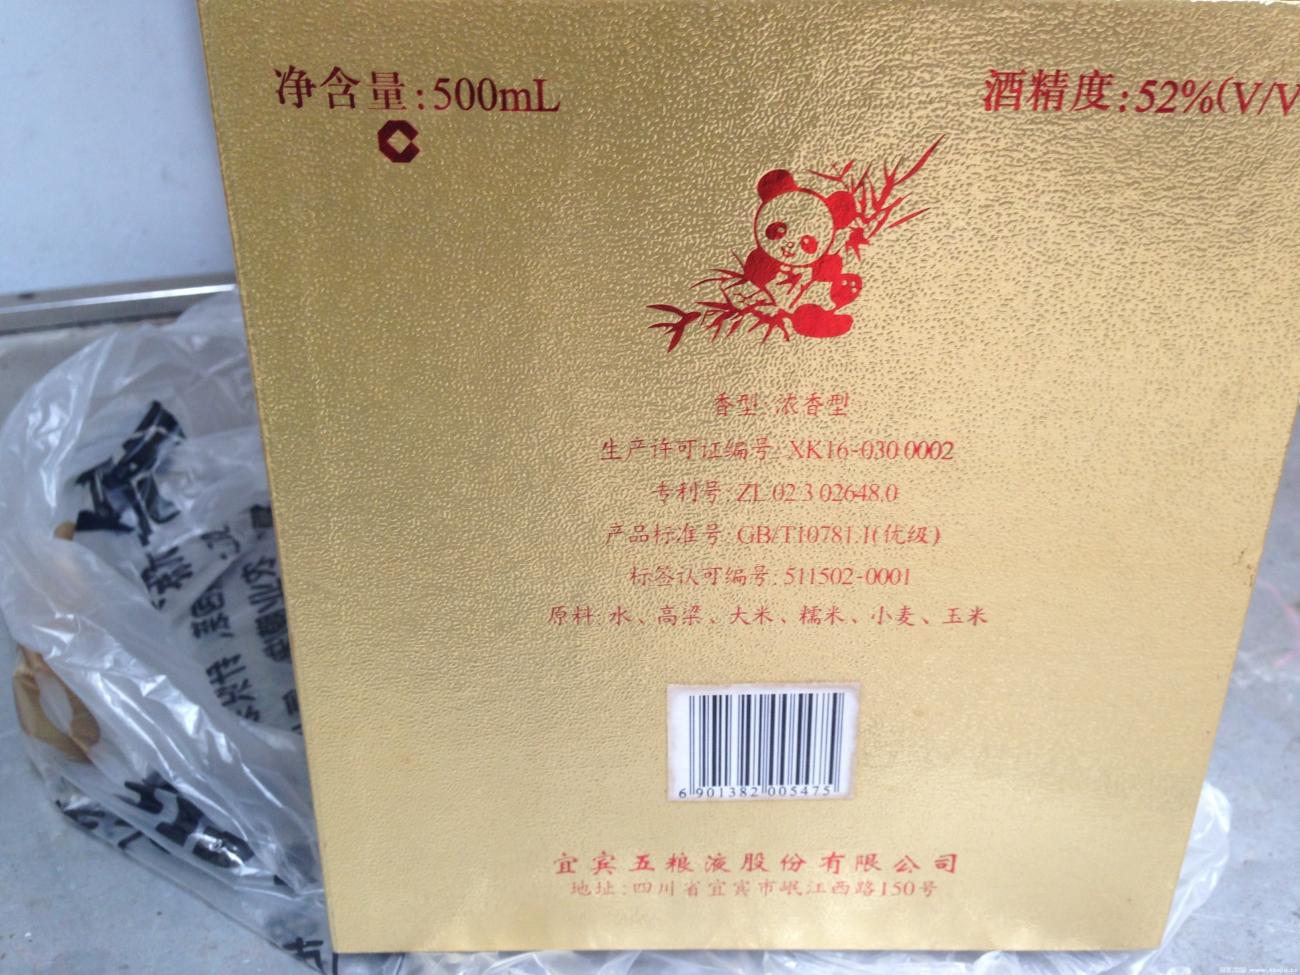 净含量:500mL
酒精度:52%(V/V
香型:浓香型
生产许可证编号:XK16-030 0002
专利号:ZL 02 3 02648.0
产品标准号:GB/T10781.1(优级)
标签认可编号:511502-0001
原料:水、高粱、大米、糯米、小麦、玉米
6 901382 005475
宜宾五粮液股份有限公司
地址:四川省宜宾市岷江西路150号